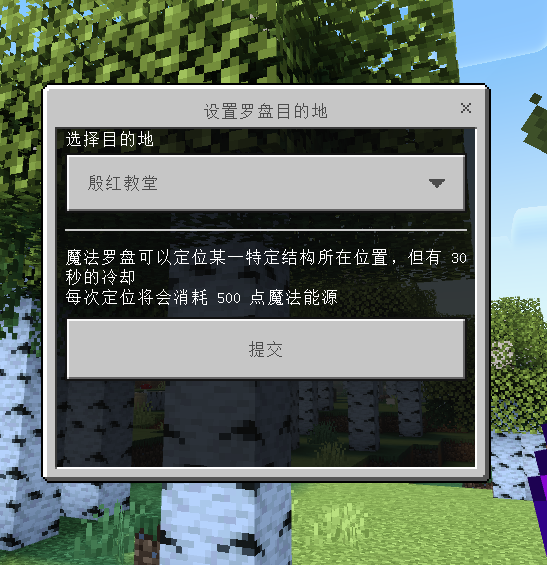 设置罗盘目的地
选择目的地
殷红教堂
魔法罗盘可以定位某一特定结构所在位置，但有 30
秒的冷却
每次定位将会消耗 500 点魔法能源
提交